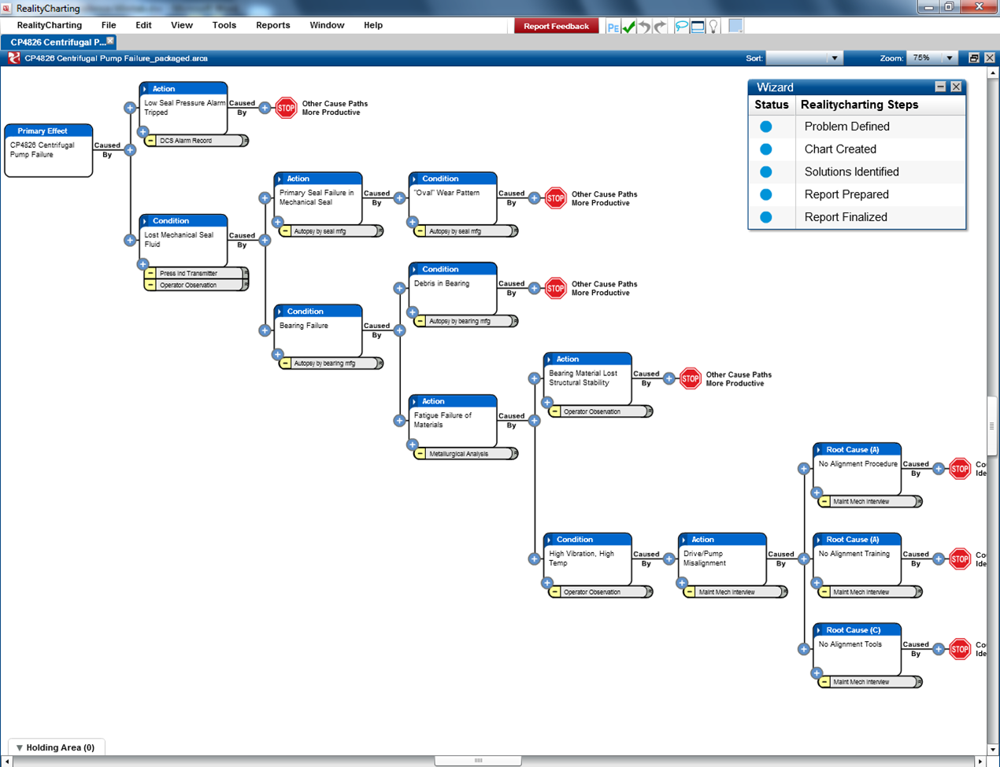 RealityCharting
RealityCharting File Edit View Tools Reports Window Help
Report Feedback
PE
CP4826 Centrifugal P...
CP4826 Centrifugal Pump Failure_packaged.arca
Sort:
Zoom: 75%
Wizard
Status Realitycharting Steps
Problem Defined
Chart Created
Solutions Identified
Report Prepared
Report Finalized
Primary Effect
CP4826 Centrifugal
Pump Failure
Caused
By
Action
Low Seal Pressure Alarm
Tripped
DCS Alarm Record
Caused
By
STOP
Other Cause Paths
More Productive
Condition
Lost Mechanical Seal
Fluid
Press Ind Transmitter
Operator Observation
Caused
By
Action
Primary Seal Failure in
Mechanical Seal
Autopsy by seal mfg
Caused
By
Condition
"Oval" Wear Pattern
Autopsy by seal mfg
Caused
By
STOP
Other Cause Paths
More Productive
Condition
Bearing Failure
Autopsy by bearing mfg
Caused
By
Condition
Debris in Bearing
Autopsy by bearing mfg
Caused
By
STOP
Other Cause Paths
More Productive
Action
Fatigue Failure of
Materials
Metallurgical Analysis
Caused
By
Action
Bearing Material Lost
Structural Stability
Operator Observation
Caused
By
STOP
Other Cause Paths
More Productive
Condition
High Vibration, High
Temp
Operator Observation
Caused
By
Action
Drive/Pump
Misalignment
Maint Mech Interview
Caused
By
Root Cause (A)
No Alignment Procedure
Maint Mech Interview
Caused
By
STOP
Co
Ide
Root Cause (A)
No Alignment Training
Maint Mech Interview
Caused
By
STOP
Co
Ide
Root Cause (C)
No Alignment Tools
Maint Mech Interview
Caused
By
STOP
Co
Ide
Holding Area (0)